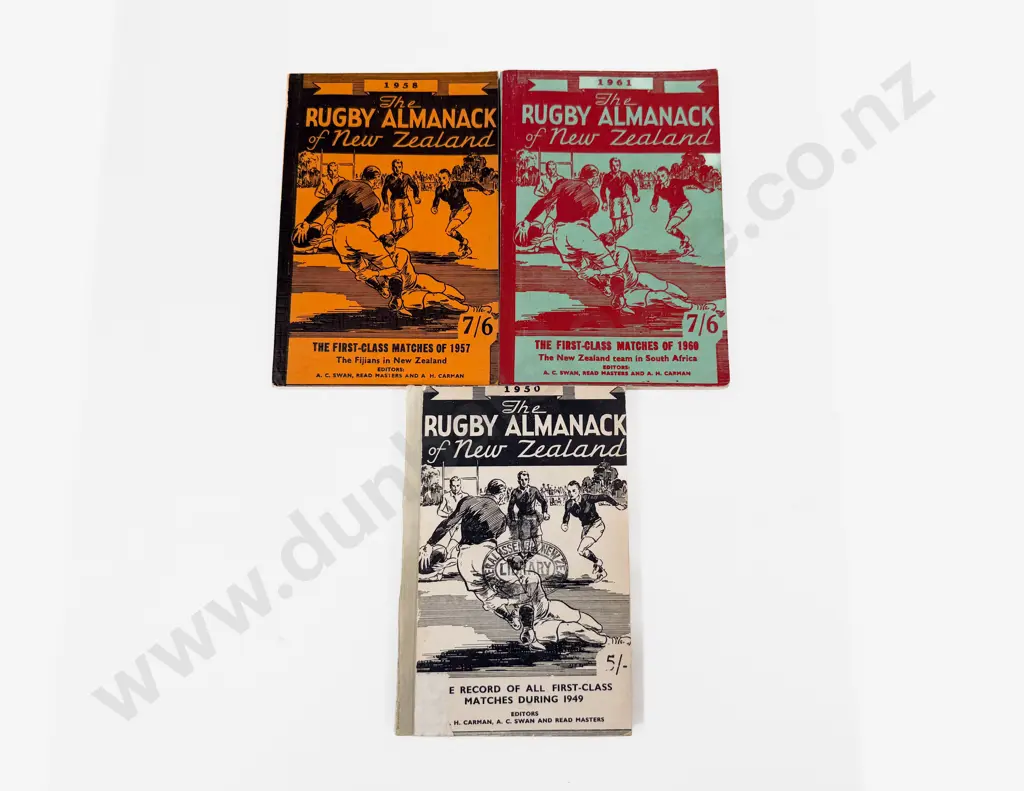 1958
The
RUGBY ALMANACK
of New Zealand
7/6
THE FIRST-CLASS MATCHES OF 1957
The Fijians in New Zealand
EDITORS:
A. C. SWAN, READ MASTERS AND A. H. CARMAN
1961
The
RUGBY ALMANACK
of New Zealand
7/6
THE FIRST-CLASS MATCHES OF 1960
The New Zealand team in South Africa
EDITORS:
A. C. SWAN, READ MASTERS AND A. H. CARMAN
1950
The
RUGBY ALMANACK
of New Zealand
LIBRARY
5/-
E RECORD OF ALL FIRST-CLASS
MATCHES DURING 1949
EDITORS
. H. CARMAN, A. C. SWAN AND READ MASTERS